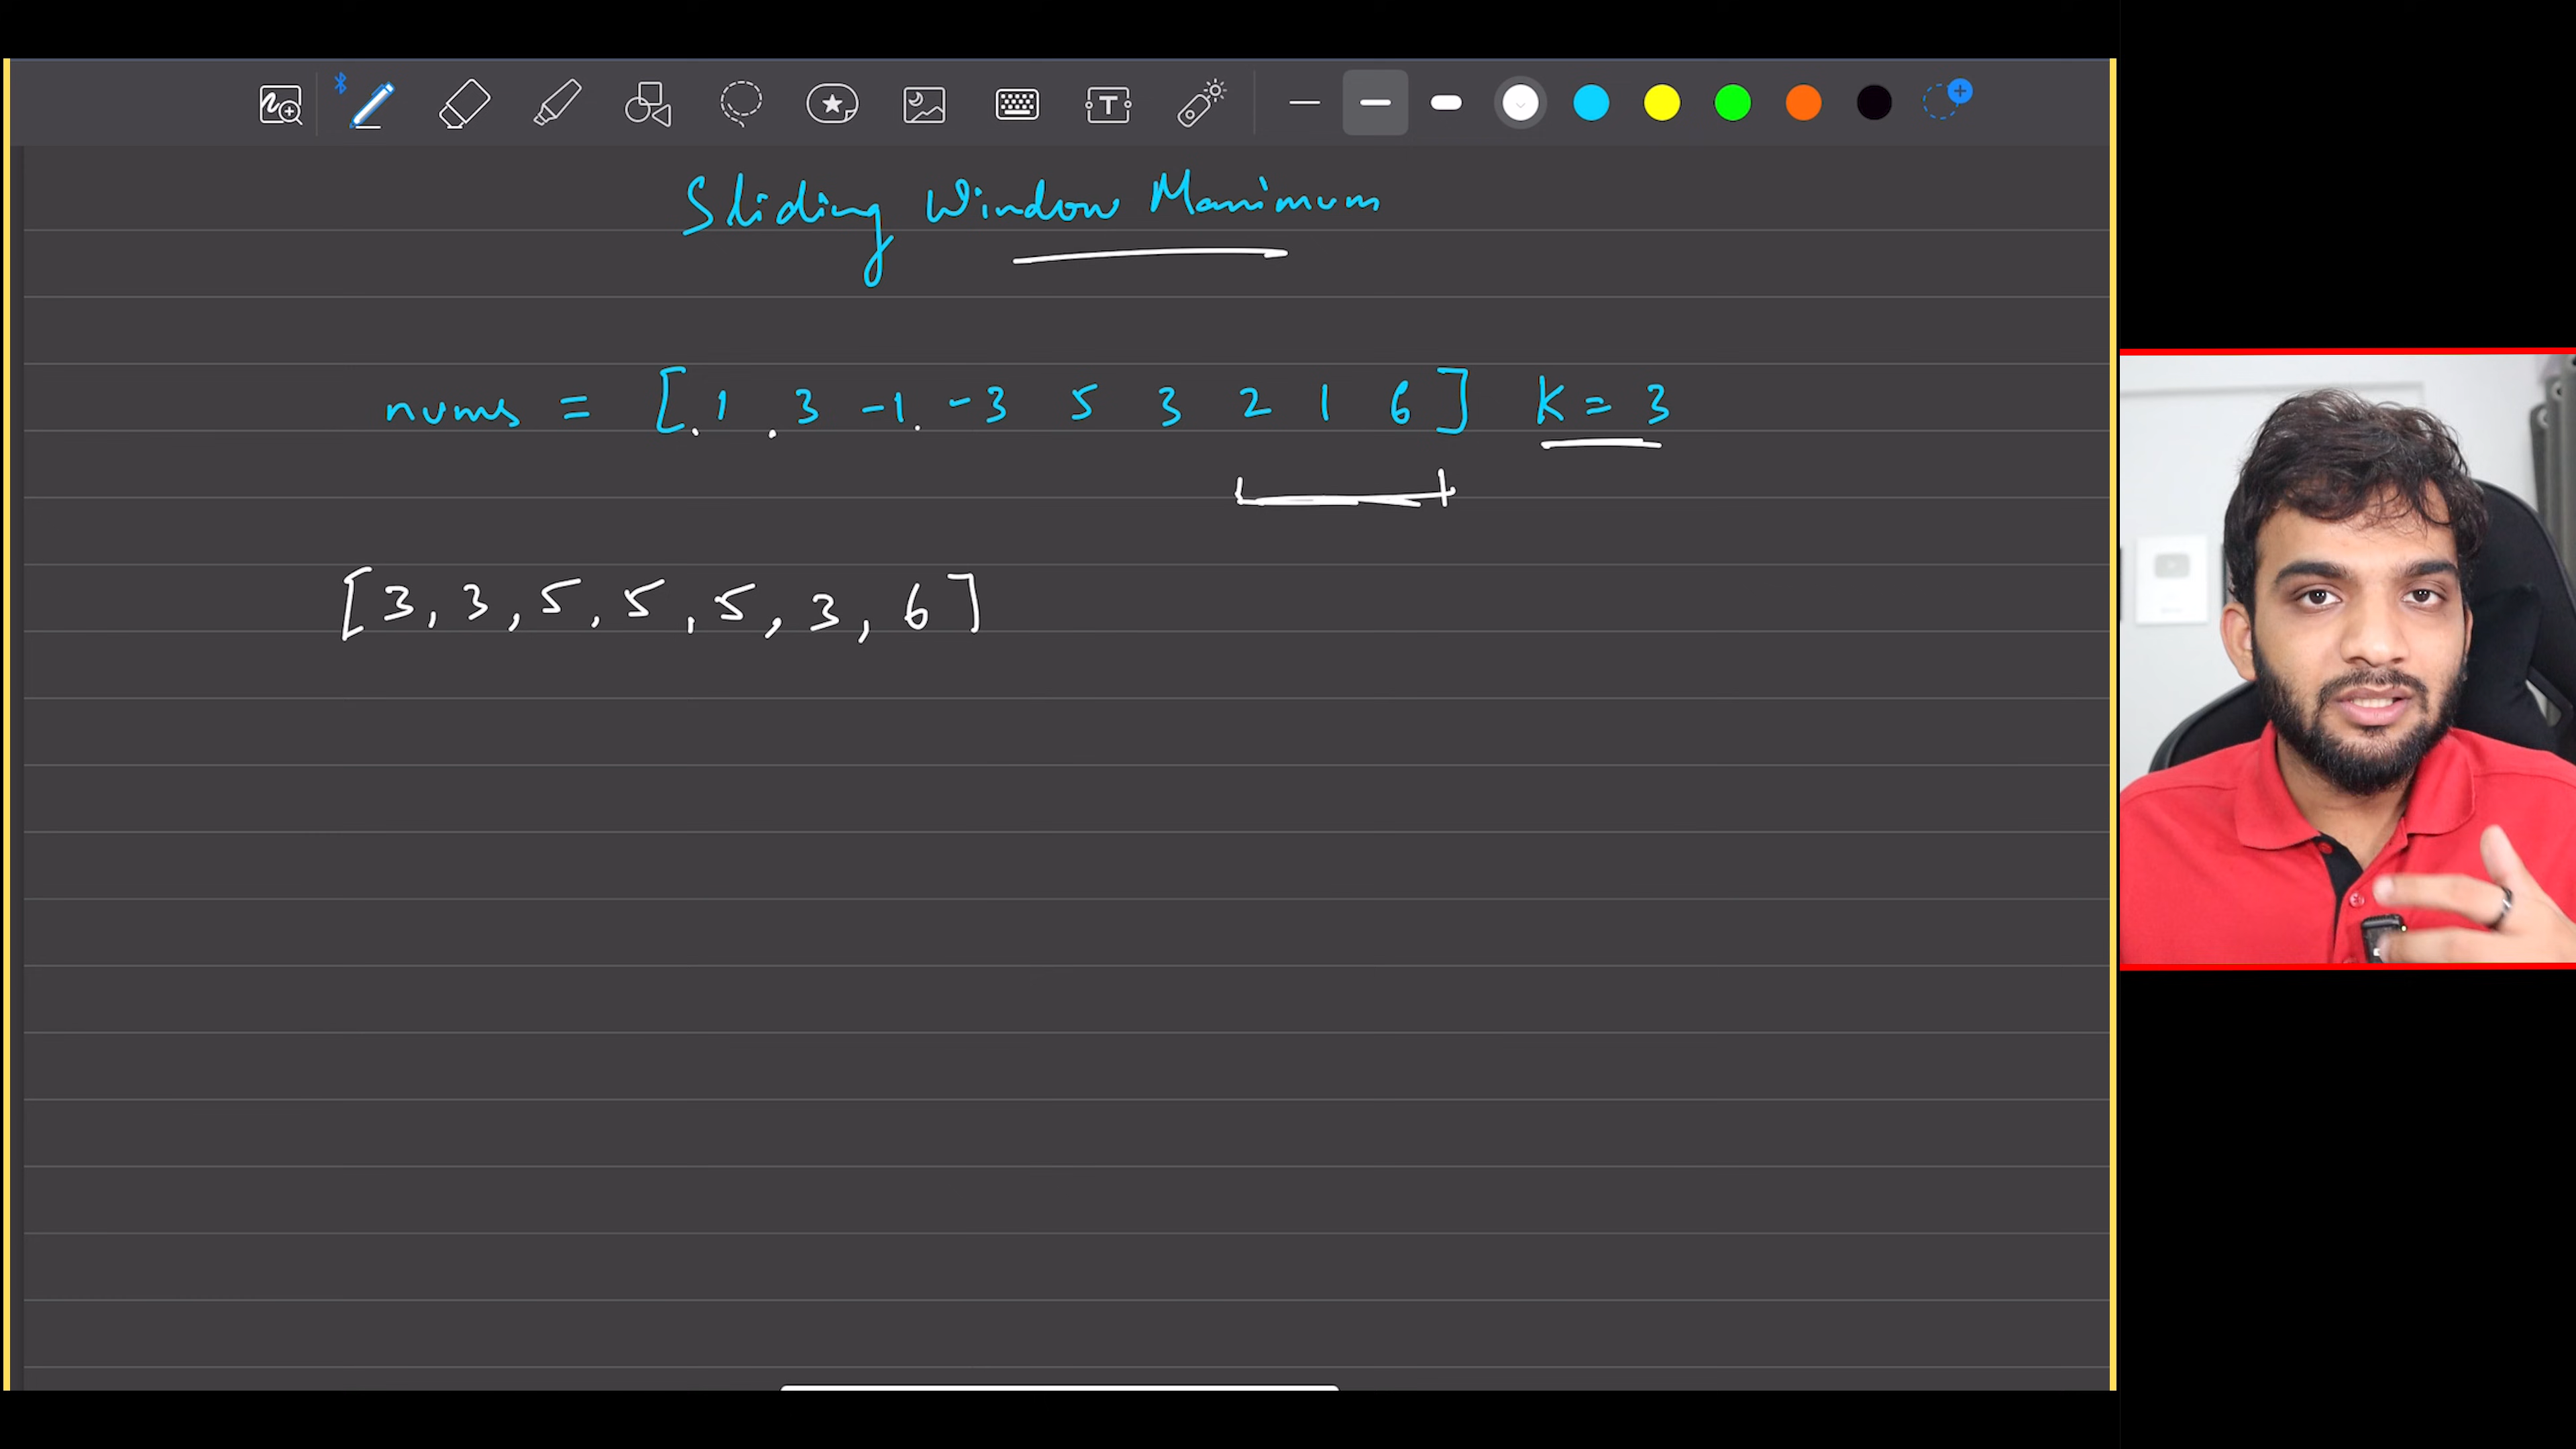 Sliding Window Maximum
nums = [ 1 3 -1 -3 5 3 2 1 6 ] K = 3
[ 3, 3, 5, 5, 5, 3, 6 ]